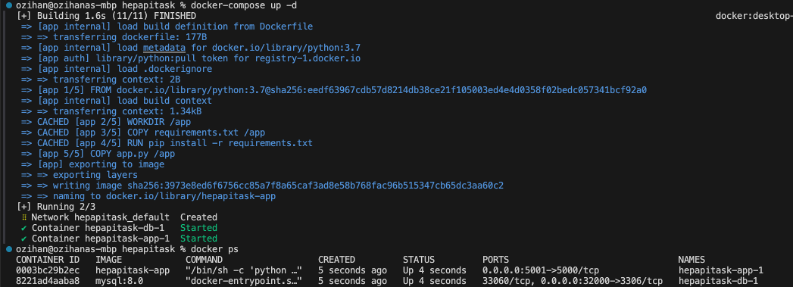 ozihan@ozihanas-mbp hepapitask % docker-compose up -d
[+] Building 1.6s (11/11) FINISHED docker:desktop-
=> [app internal] load build definition from Dockerfile
=> => transferring dockerfile: 177B
=> [app internal] load metadata for docker.io/library/python:3.7
=> [app auth] library/python:pull token for registry-1.docker.io
=> [app internal] load .dockerignore
=> => transferring context: 2B
=> [app 1/5] FROM docker.io/library/python:3.7@sha256:eedf63967cdb57d8214db38ce21f105003ed4e4d0358f02bedc057341bcf92a0
=> [app internal] load build context
=> => transferring context: 1.34kB
=> CACHED [app 2/5] WORKDIR /app
=> CACHED [app 3/5] COPY requirements.txt /app
=> CACHED [app 4/5] RUN pip install -r requirements.txt
=> [app 5/5] COPY app.py /app
=> [app] exporting to image
=> => exporting layers
=> => writing image sha256:3973e8ed6f6756cc85a7f8a65caf3ad8e58b768fac96b515347cb65dc3aa60c2
=> => naming to docker.io/library/hepapitask-app
[+] Running 2/3
⠿ Network hepapitask_default Created
✔ Container hepapitask-db-1 Started
✔ Container hepapitask-app-1 Started
ozihan@ozihanas-mbp hepapitask % docker ps
CONTAINER ID IMAGE COMMAND CREATED STATUS PORTS NAMES
0003bc29b2ec hepapitask-app "/bin/sh -c 'python …" 5 seconds ago Up 4 seconds 0.0.0.0:5001->5000/tcp hepapitask-app-1
8221ad4aaba8 mysql:8.0 "docker-entrypoint.s…" 5 seconds ago Up 4 seconds 33060/tcp, 0.0.0.0:32000->3306/tcp hepapitask-db-1